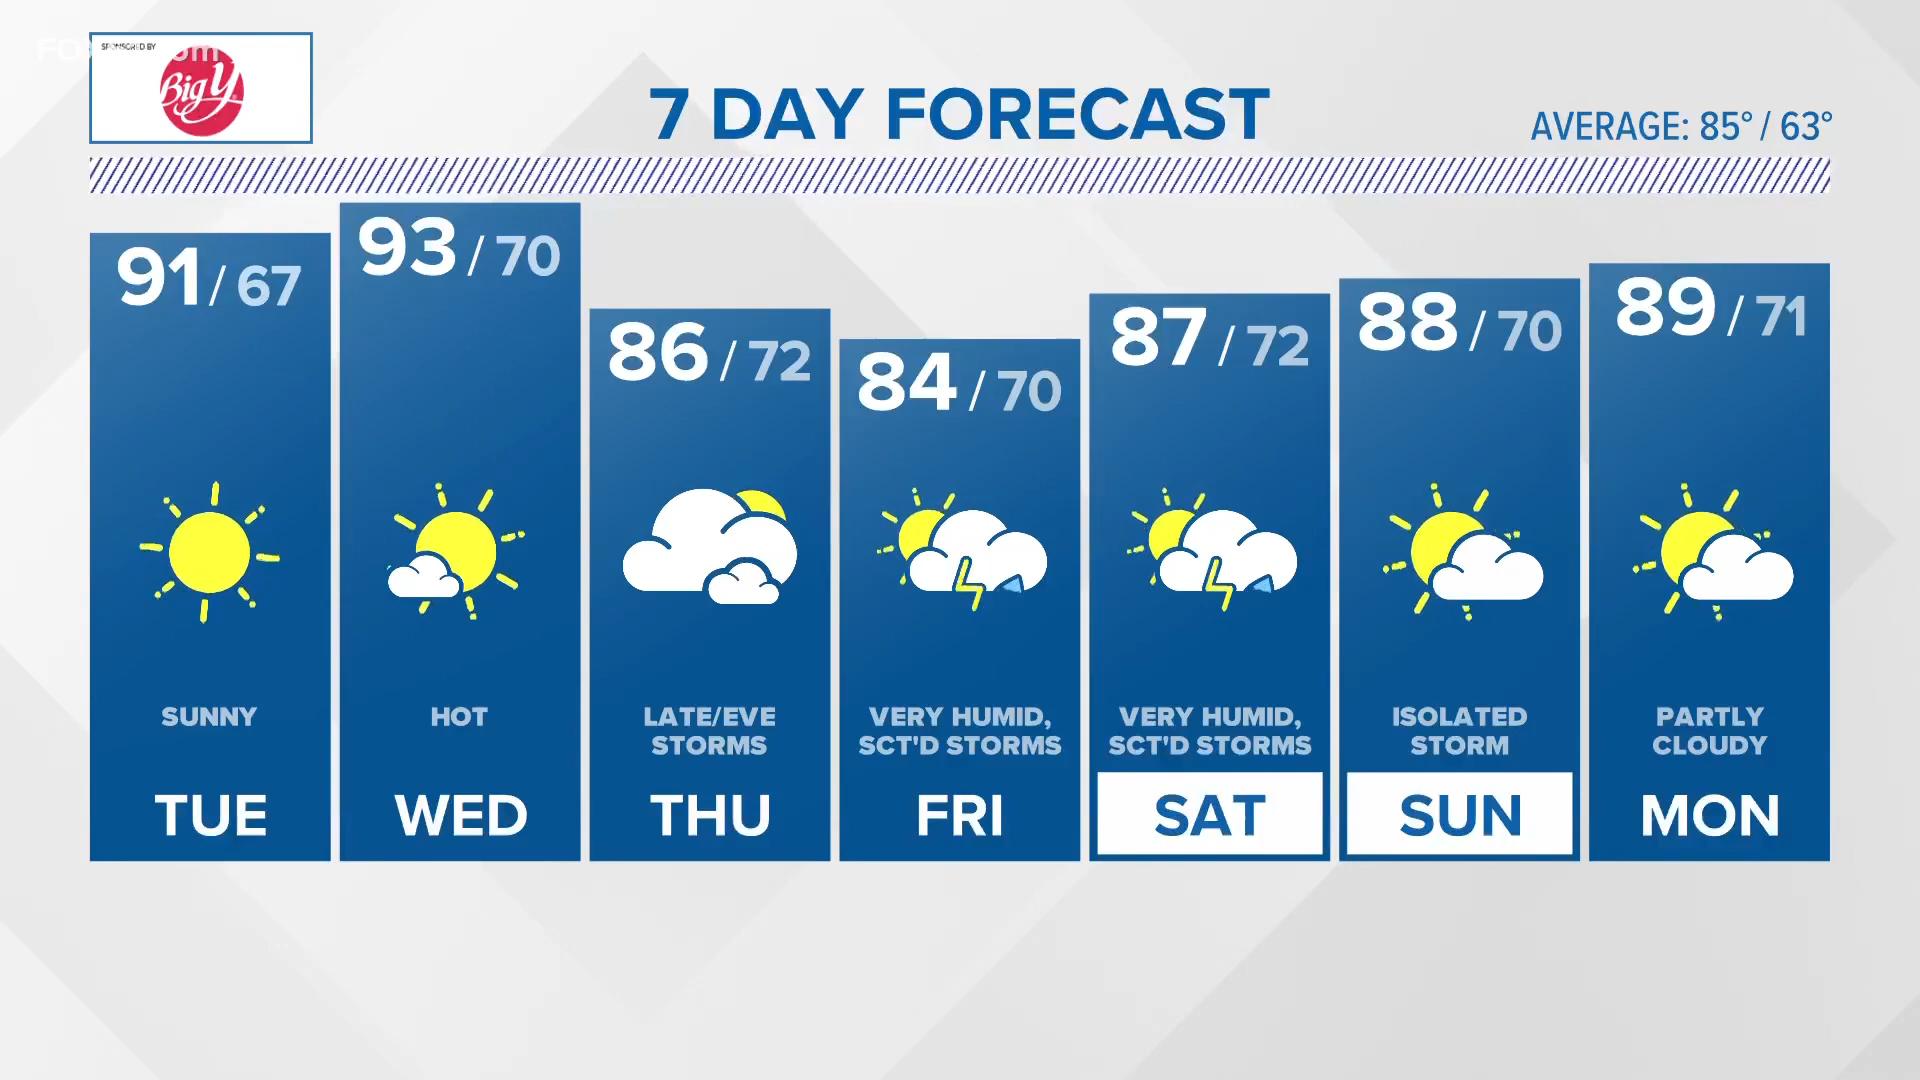 SPONSORED BY
Big Y
7 DAY FORECAST
AVERAGE: 85° / 63°
91 / 67
SUNNY
TUE
93 / 70
HOT
WED
86 / 72
LATE/EVE
STORMS
THU
84 / 70
VERY HUMID,
SCT'D STORMS
FRI
87 / 72
VERY HUMID,
SCT'D STORMS
SAT
88 / 70
ISOLATED
STORM
SUN
89 / 71
PARTLY
CLOUDY
MON